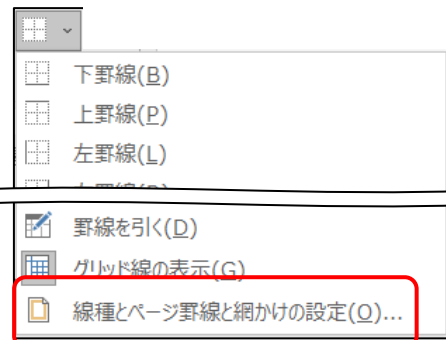 下罫線(B)
上罫線(P)
左罫線(L)
罫線を引く(D)
グリッド線の表示(G)
線種とページ罫線と網かけの設定(O)...